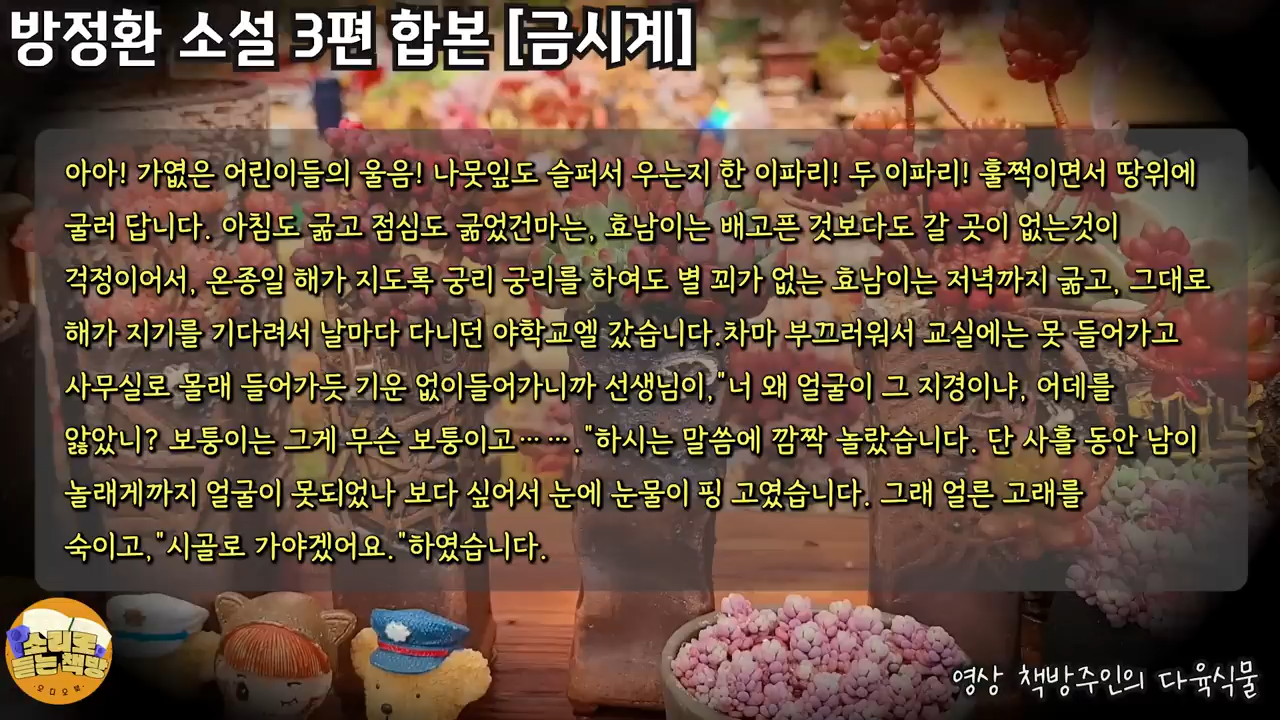 방정환 소설 3편 합본 [금시계]
아아! 가엾은 어린이들의 울음! 나뭇잎도 슬퍼서 우는지 한 이파리! 두 이파리! 훌쩍이면서 땅위에
굴러 답니다. 아침도 굶고 점심도 굶었건마는, 효남이는 배고픈 것보다도 갈 곳이 없는것이
걱정이어서, 온종일 해가 지도록 궁리 궁리를 하여도 별 꾀가 없는 효남이는 저녁까지 굶고, 그대로
해가 지기를 기다려서 날마다 다니던 야학교엘 갔습니다.차마 부끄러워서 교실에는 못 들어가고
사무실로 몰래 들어가듯 기운 없이들어가니까 선생님이,"너 왜 얼굴이 그 지경이냐, 어데를
앓았니? 보퉁이는 그게 무슨 보퉁이고… … ."하시는 말씀에 깜짝 놀랐습니다. 단 사흘 동안 남이
놀래게까지 얼굴이 못되었나 보다 싶어서 눈에 눈물이 핑 고였습니다. 그래 얼른 고래를
숙이고,"시골로 가야겠어요."하였습니다.
소리로
듣는책방
·오디오북·
영상 책방주인의 다육식물